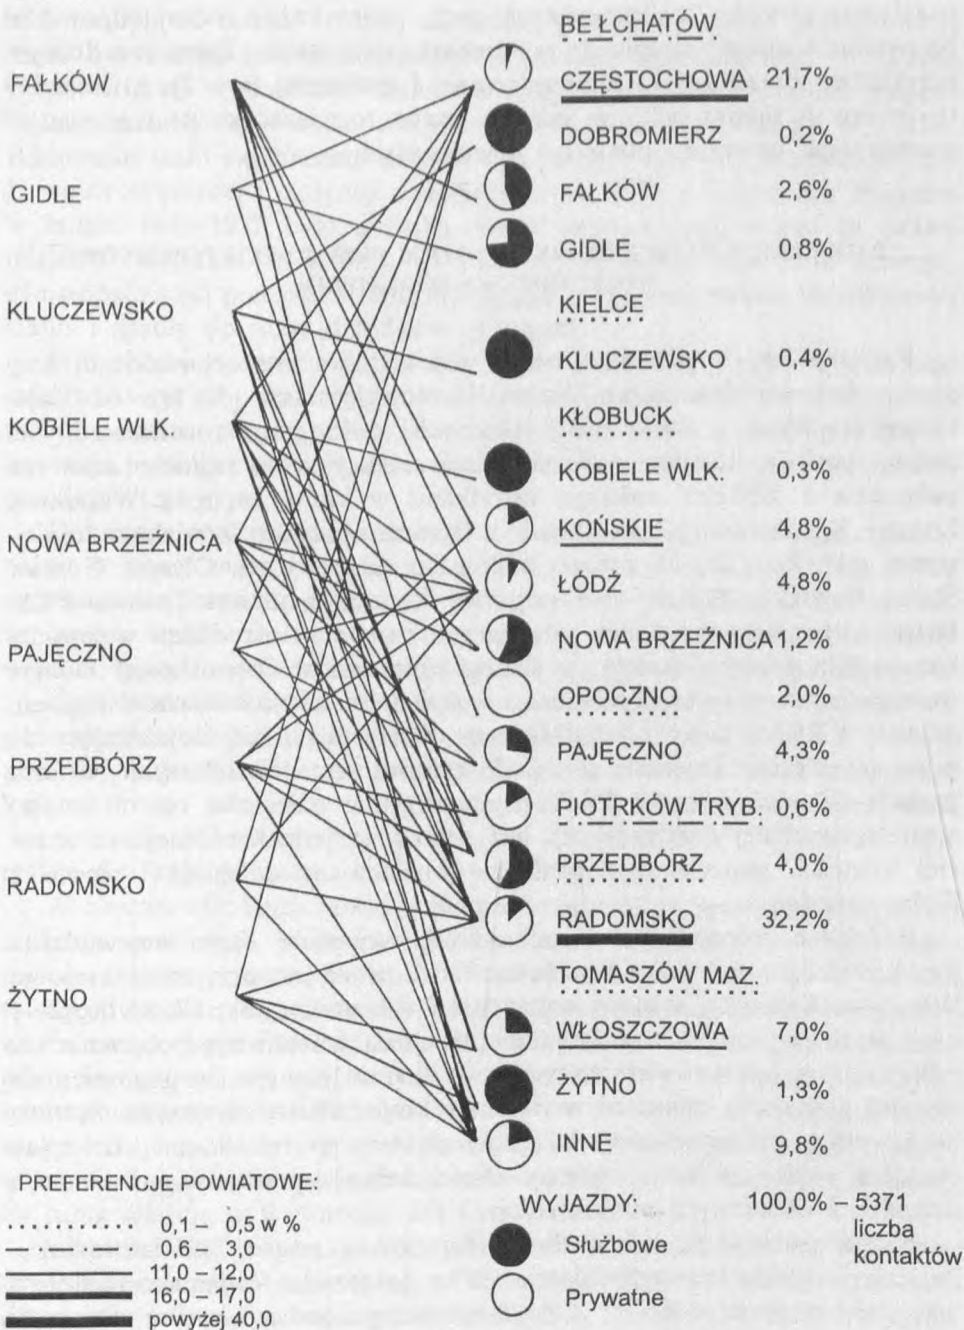 BEŁCHATÓW
FAŁKÓW
CZĘSTOCHOWA 21,7%
DOBROMIERZ 0.2%
FAŁKÓW 2,6%
GIDLE
GIDLE 0.8%
KIELCE
KLUCZEWSKO
KLUCZEWSKO 0,4%
KŁOBUCK
KOBIELE WLK.
KOBIELE WLK 0,3%
KOŃSKIE 4,8%
NOWA BRZEŹNICA
ŁÓDŹ 4,8%
NOWA BRZEŹNICA 1,2%
PAJĘCZNO
OPOCZNO 2.0%
PAJĘCZNO 4,3%
PRZEDBÓRZ
PIOTRKÓW TRYB. 0,6%
PRZEDBÓRZ 4,0%
RADOMSKO
RADOMSKO 32,2%
TOMASZÓW MAZ.
ŻYTNO
WŁOSZCZOWA 7,0%
ŻYTNO ,3%
INNE 9,8%
PREFERENCJE POWIATOWE:
0,1 – 0,5 w %
0,6 – 3,0
11,0 – 12,0
16,0 – 17,0
powyżej 40,0
WYJAZDY: 100,0% – 5371
liczba
kontaktów
Służbowe
Prywatne